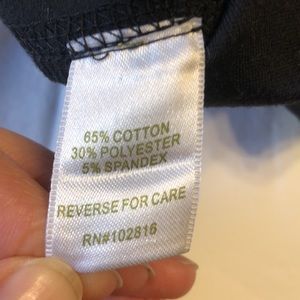 65% COTTON
30% POLYESTER
5% SPANDEX
REVERSE FOR CARE
RN#102816